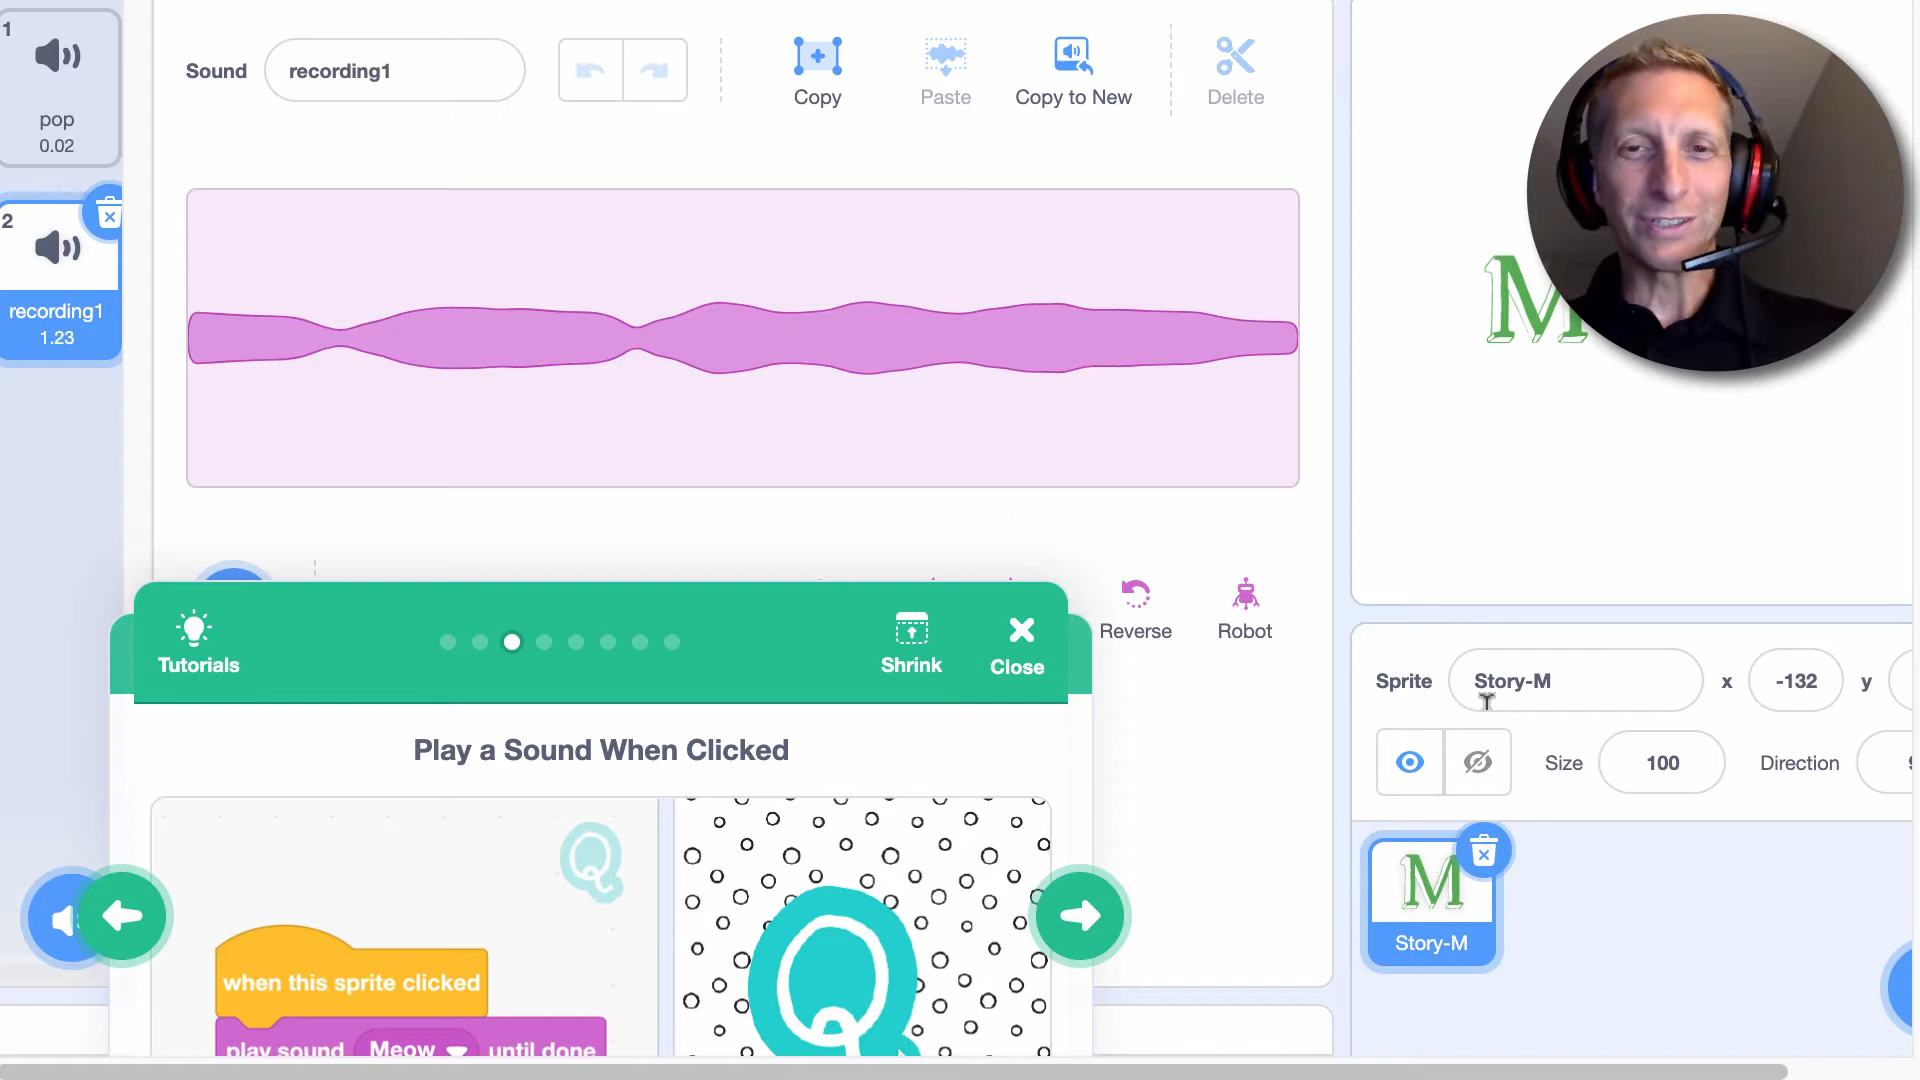 1
pop
0.02
2
recording1
1.23
Sound
recording1
Copy
Paste
Copy to New
Delete
M
Reverse
Robot
Tutorials
Shrink
Close
Play a Sound When Clicked
Q
when this sprite clicked
play sound Meow until done
Q
Sprite
Story-M
x
-132
y
Size
100
Direction
M
Story-M